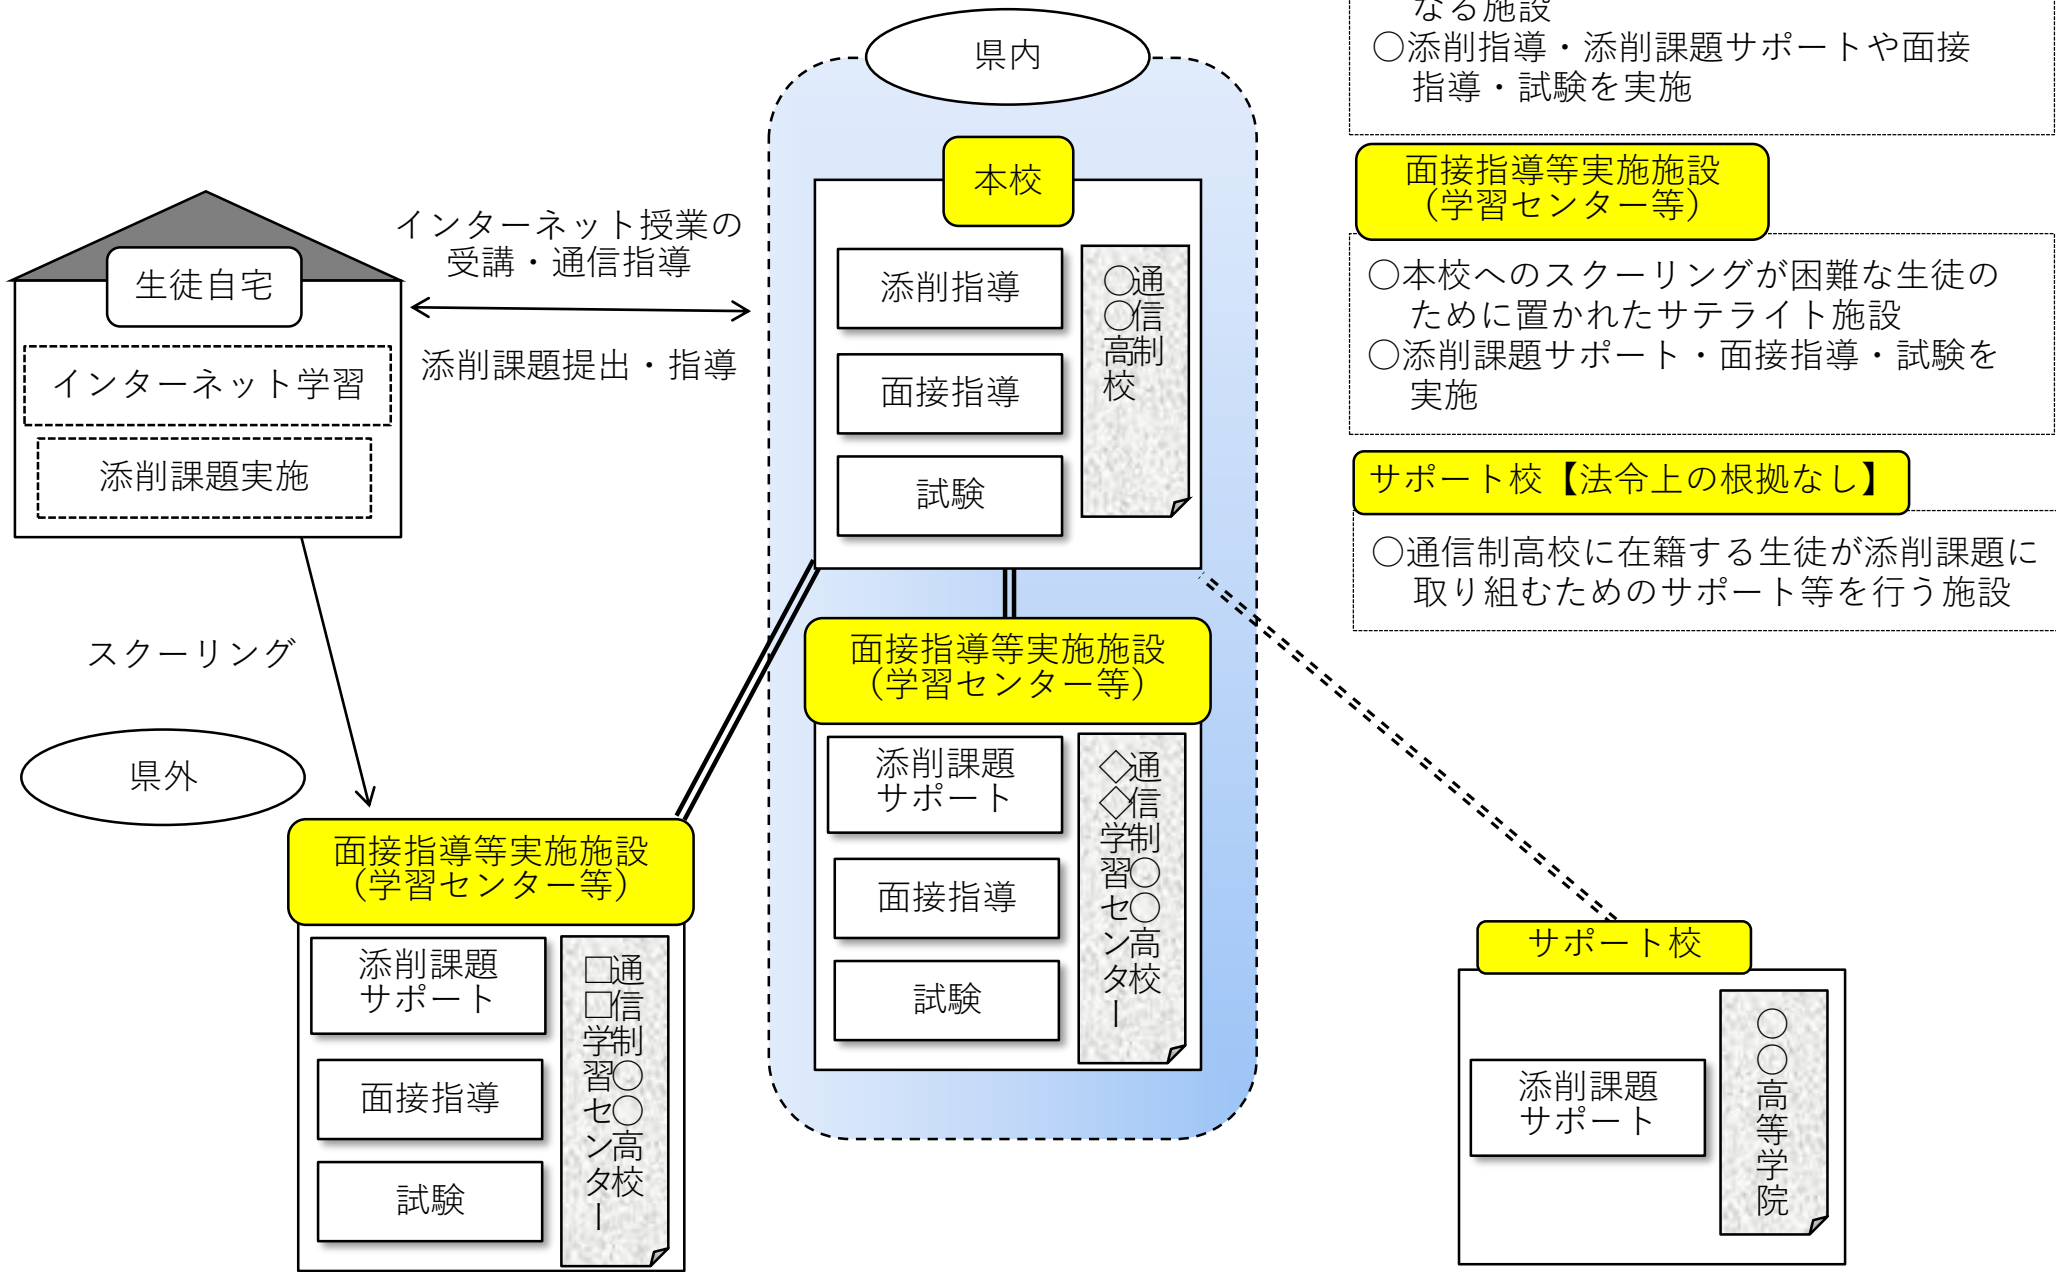 県内
本校
添削指導
面接指導
試験
通信制
○○高校
生徒自宅
インターネット学習
添削課題実施
インターネット授業の
受講・通信指導
添削課題提出・指導
スクーリング
県外
面接指導等実施施設
（学習センター等）
添削課題
サポート
面接指導
試験
通信制○○高校
□□学習センター
面接指導等実施施設
（学習センター等）
添削課題
サポート
面接指導
試験
通信制○○高校
◇◇学習センター
なる施設
○添削指導・添削課題サポートや面接
指導・試験を実施
面接指導等実施施設
（学習センター等）
○本校へのスクーリングが困難な生徒の
ために置かれたサテライト施設
○添削課題サポート・面接指導・試験を
実施
サポート校【法令上の根拠なし】
○通信制高校に在籍する生徒が添削課題に
取り組むためのサポート等を行う施設
サポート校
添削課題
サポート
○○高等学院